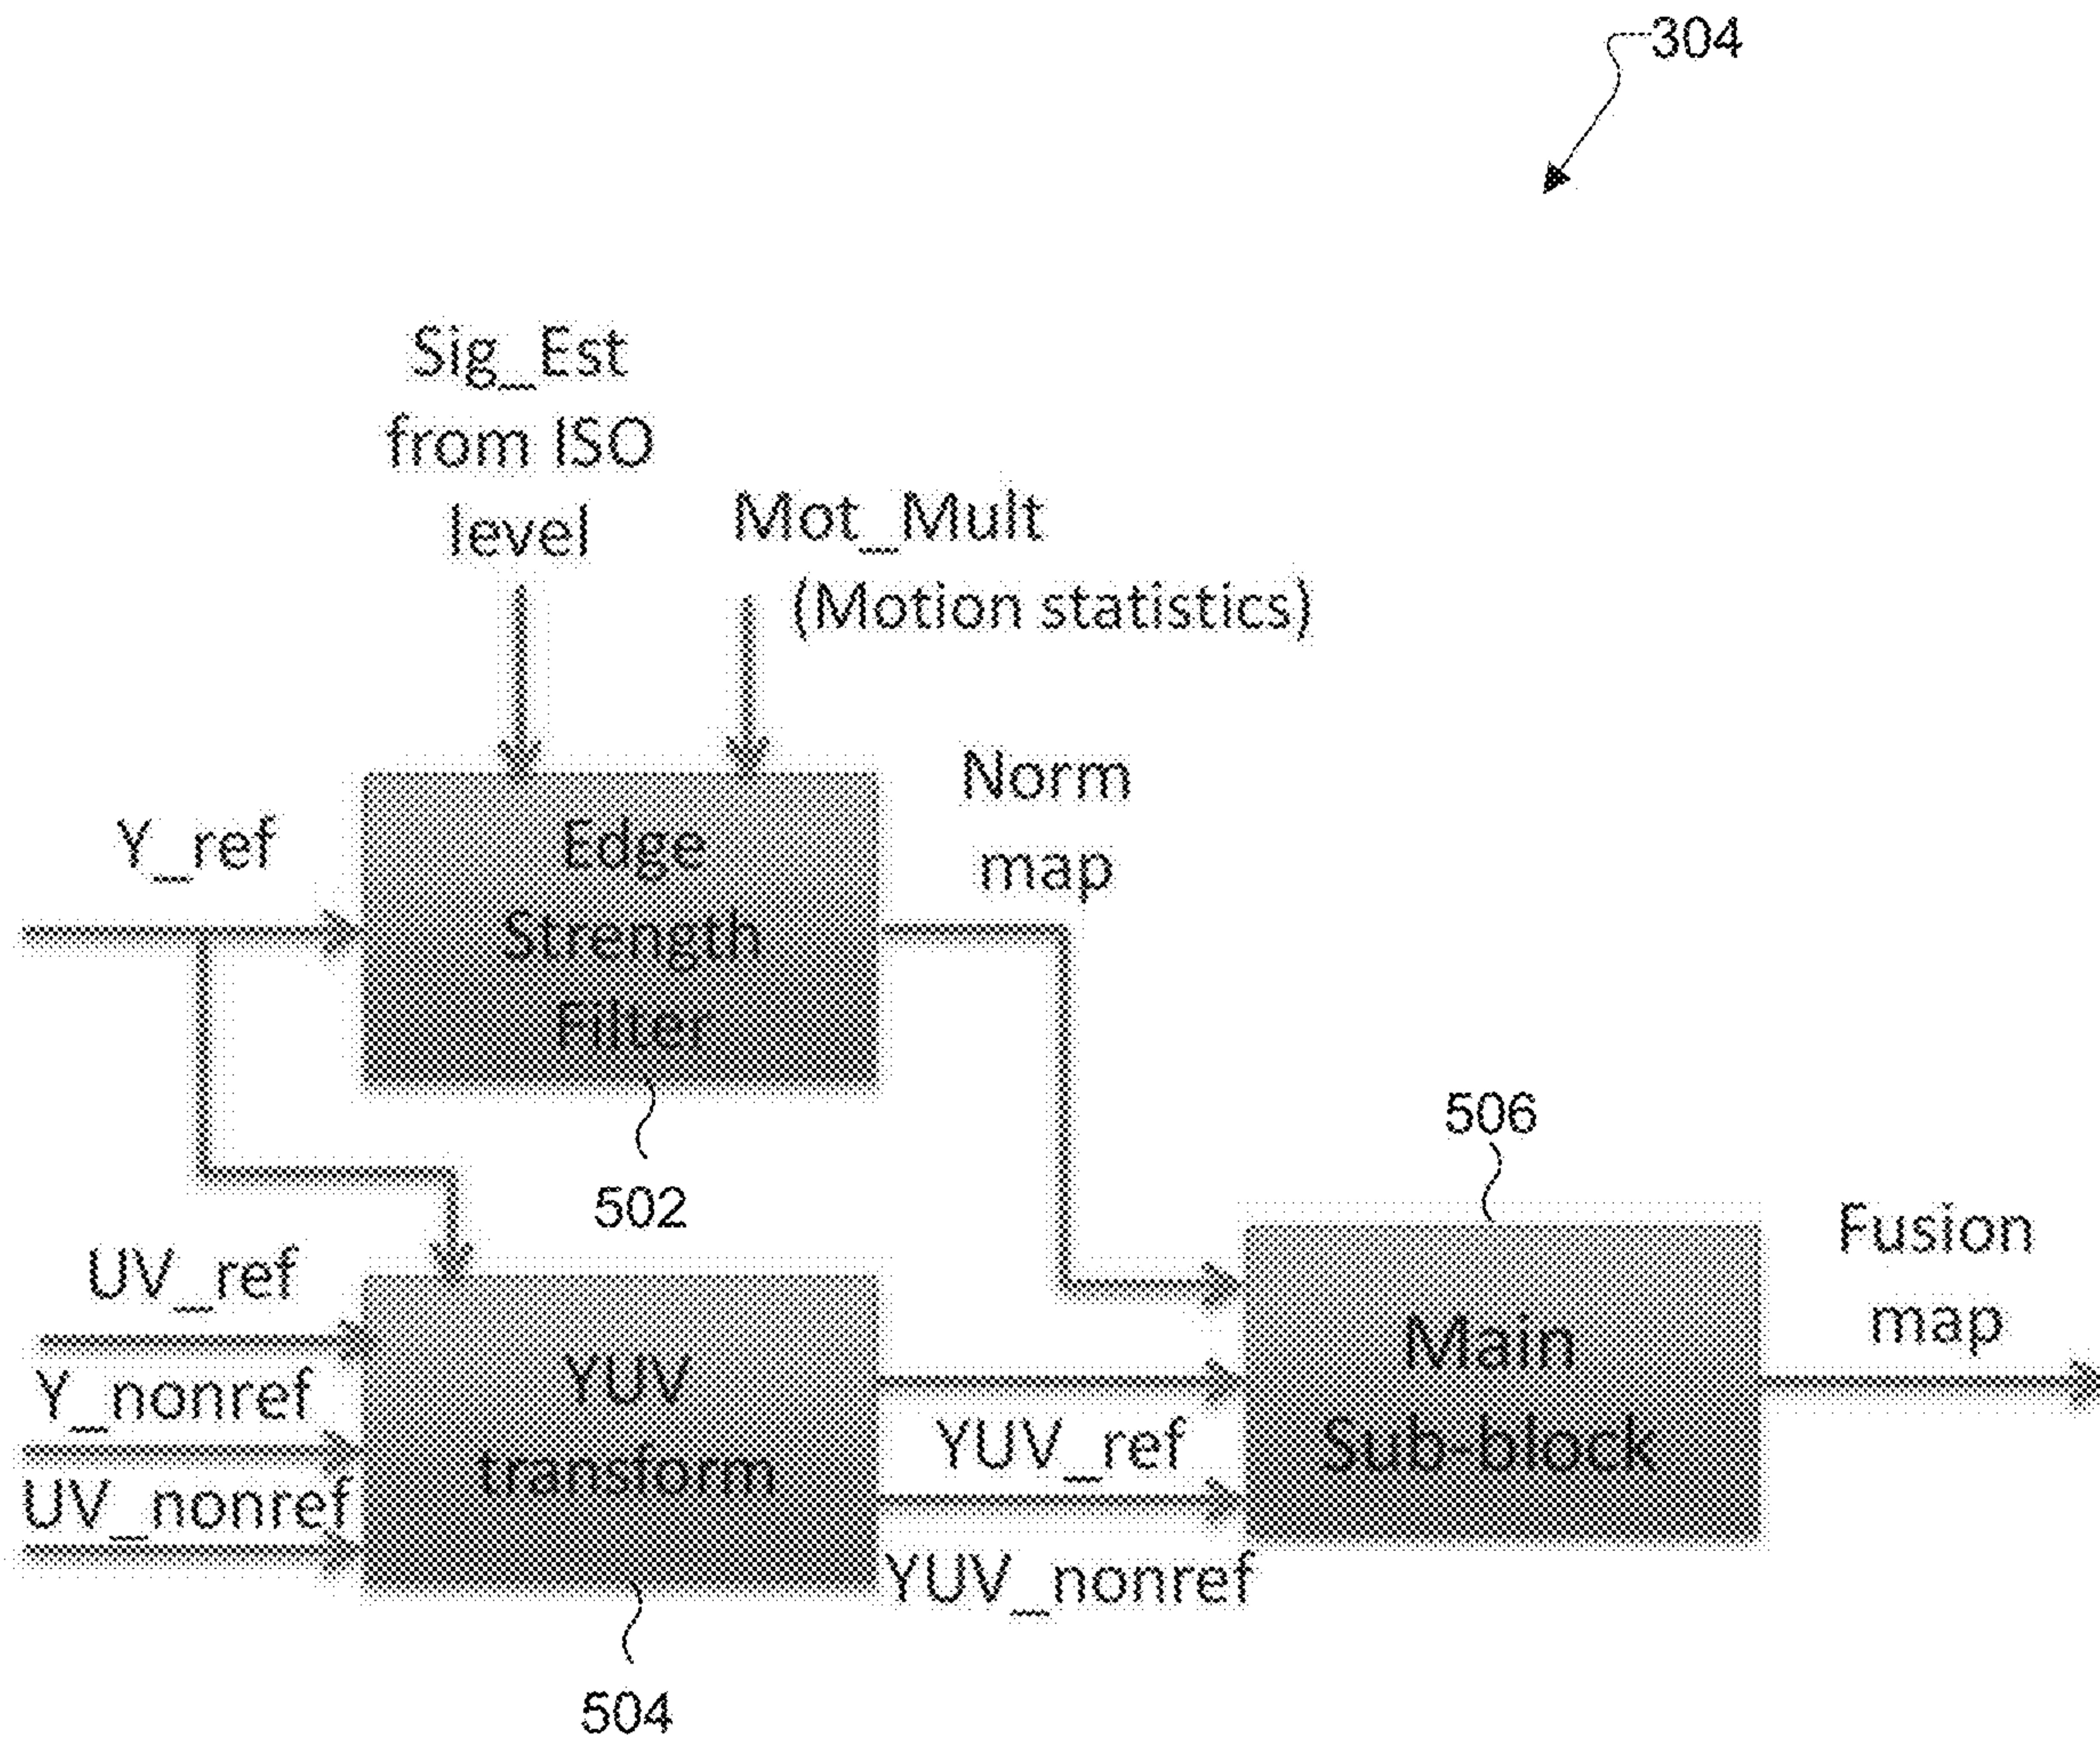 304
Sig_Est
from ISO
level
Mot_Mult
(Motion statistics)
Norm
map
Y_ref
Edge
Strength
Filter
502
506
UV_ref
Y_nonref
UV_nonref
YUV
transform
504
YUV_ref
YUV_nonref
Main
Sub-block
Fusion
map